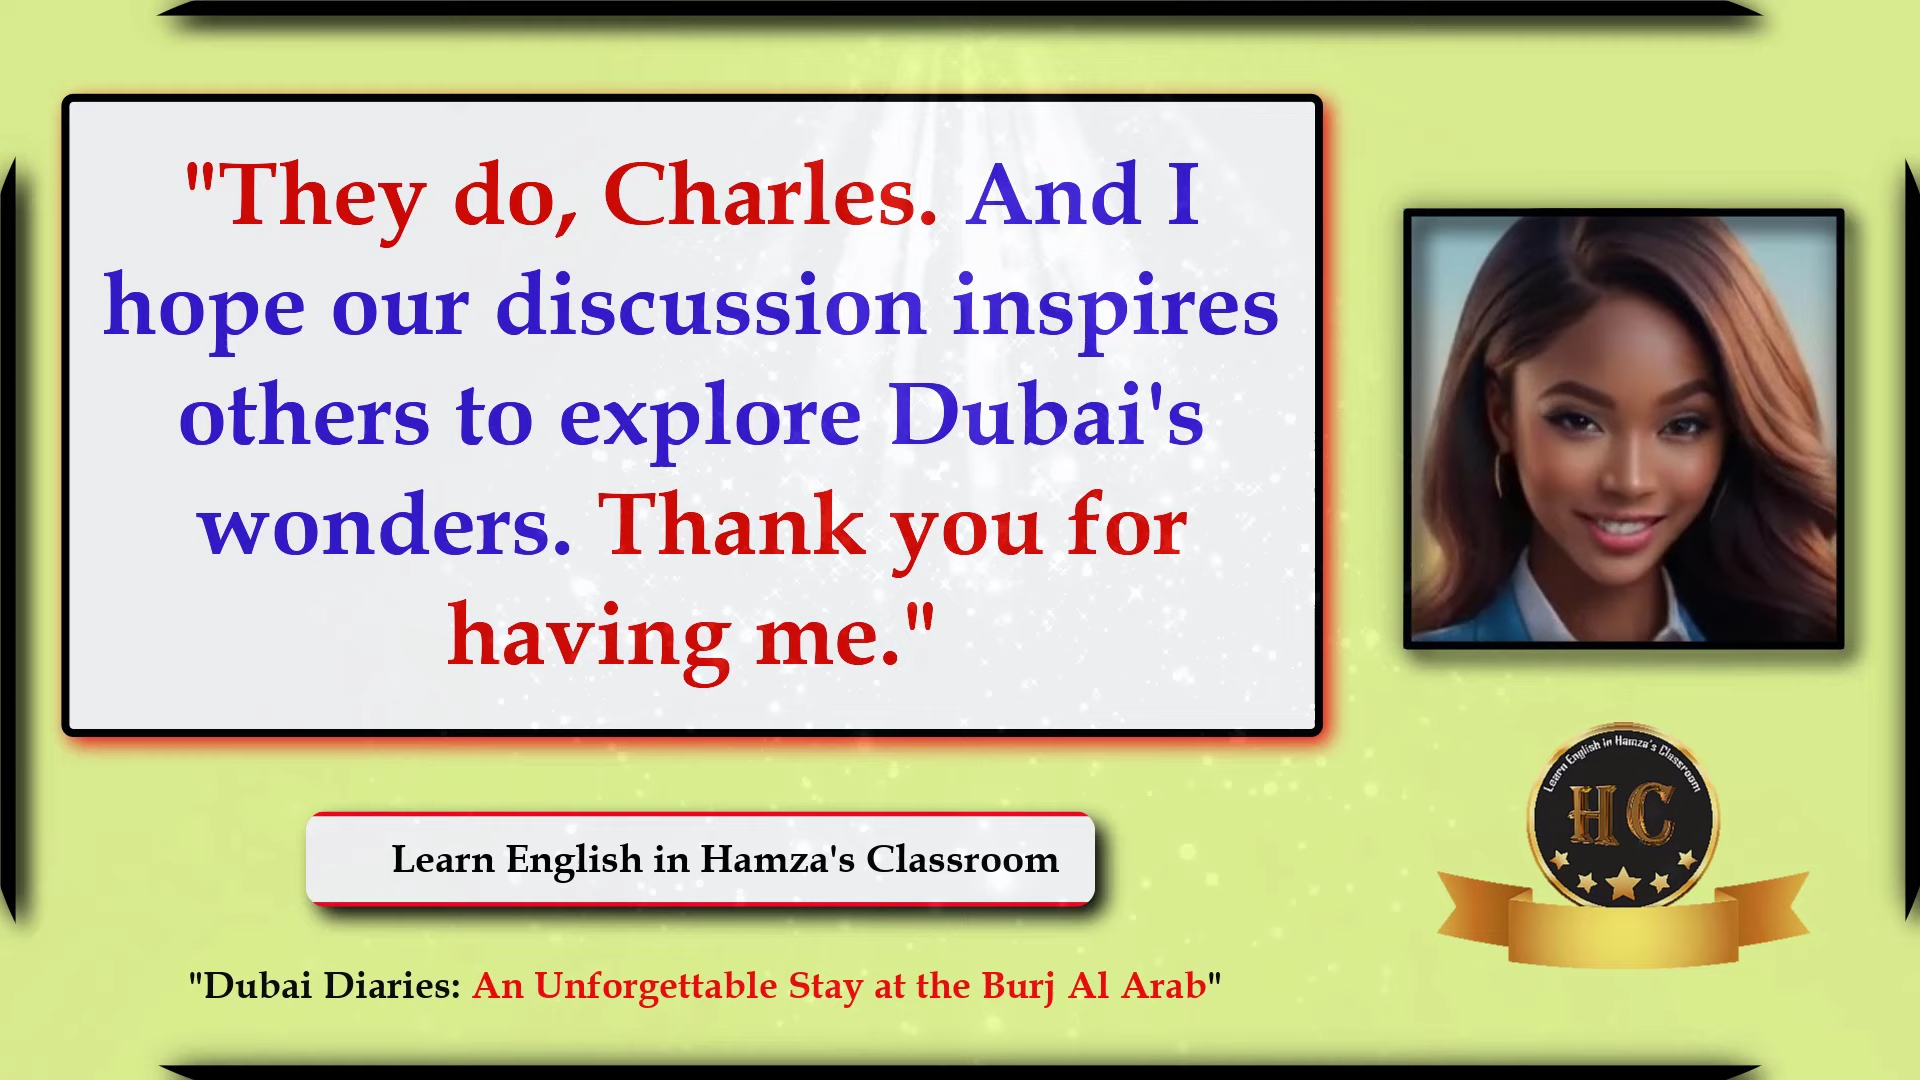 "They do, Charles. And I
hope our discussion inspires
others to explore Dubai's
wonders. Thank you for
having me."
Learn English in Hamza's Classroom
HC
Learn English in Hamza's Classroom
"Dubai Diaries: An Unforgettable Stay at the Burj Al Arab"